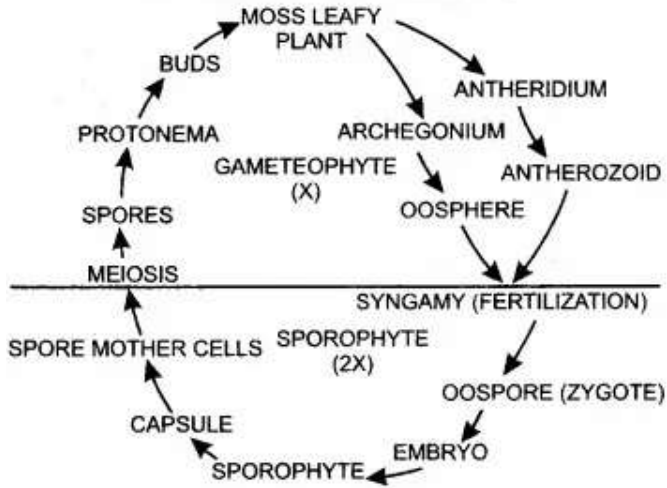 MOSS LEAFY
PLANT
BUDS
ANTHERIDIUM
PROTONEMA
ARCHEGONIUM
GAMETEOPHYTE
(X)
ANTHEROZOID
SPORES
OOSPHERE
MEIOSIS
SYNGAMY (FERTILIZATION)
SPORE MOTHER CELLS
SPOROPHYTE
(2X)
OOSPORE (ZYGOTE)
CAPSULE
EMBRYO
SPOROPHYTE